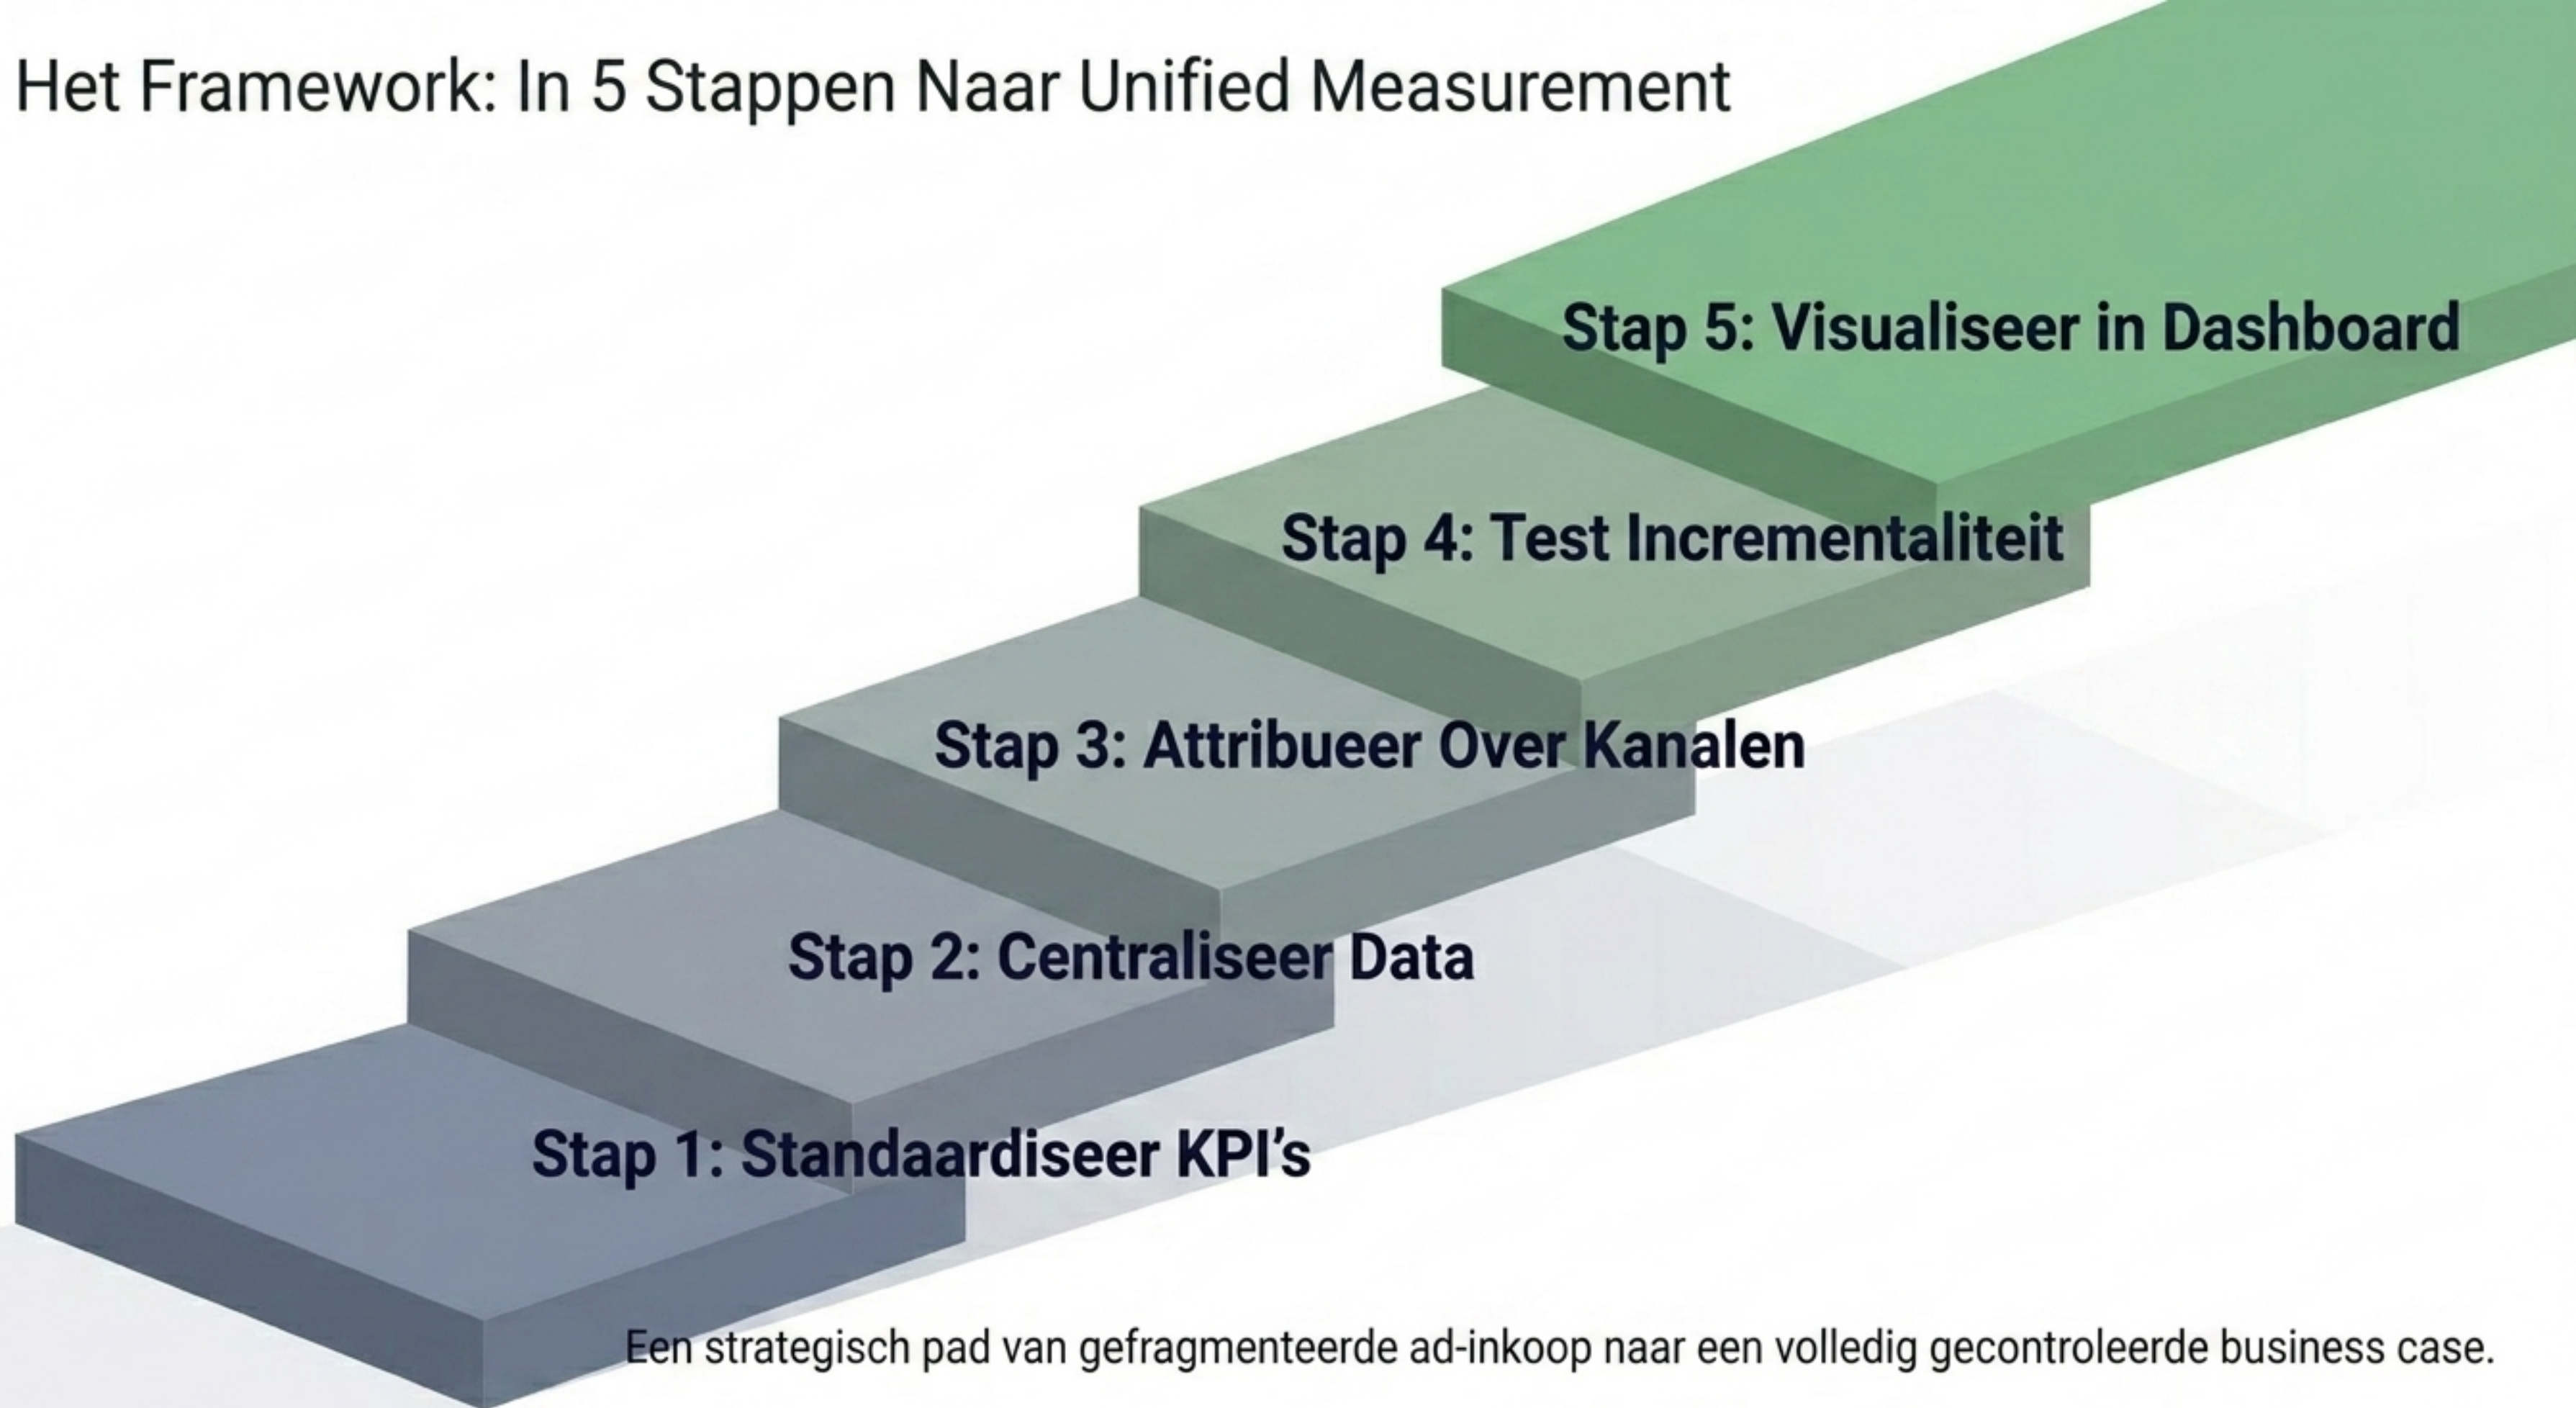 Het Framework: In 5 Stappen Naar Unified Measurement
Stap 5: Visualiseer in Dashboard
Stap 4: Test Incrementaliteit
Stap 3: Attribueer Over Kanalen
Stap 2: Centraliseer Data
Stap 1: Standaardiseer KPI’s
Een strategisch pad van gefragmenteerde ad-inkoop naar een volledig gecontroleerde business case.